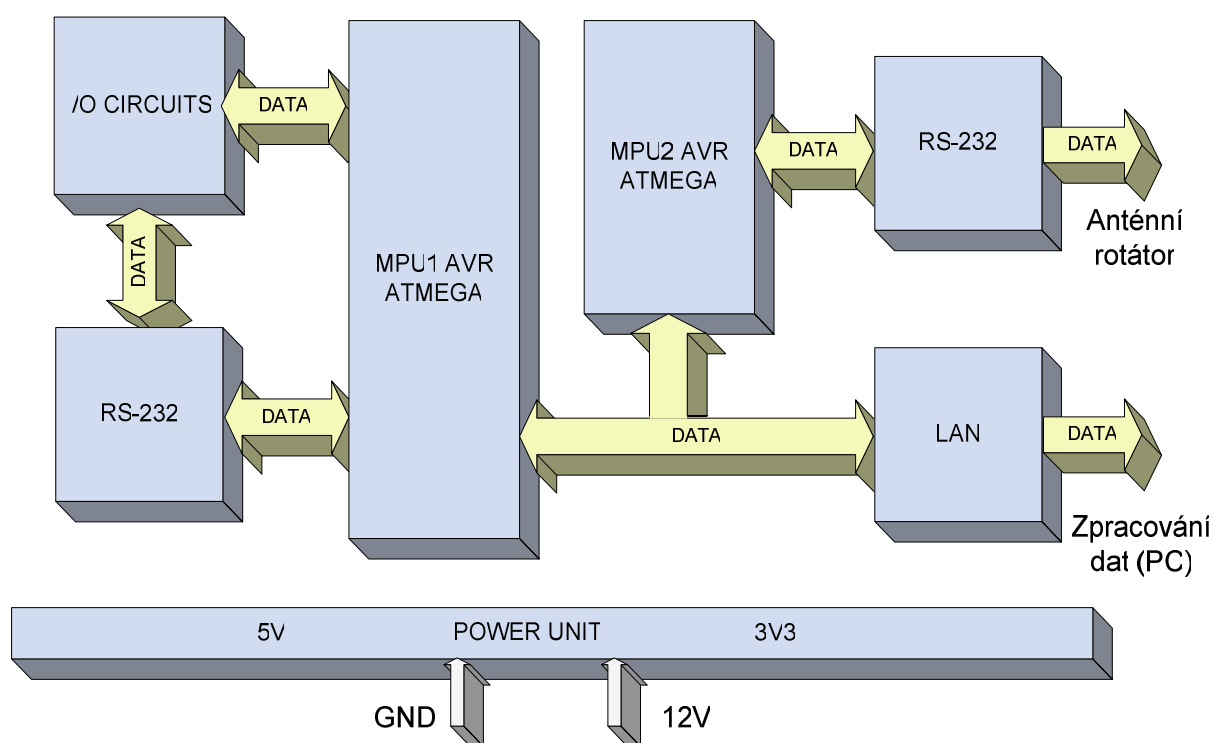 /O CIRCUITS
DATA
MPU1 AVR
ATMEGA
DATA
RS-232
DATA
MPU2 AVR
ATMEGA
DATA
RS-232
DATA
Anténní
rotátor
DATA
LAN
DATA
Zpracování
dat (PC)
5V POWER UNIT 3V3
GND
12V